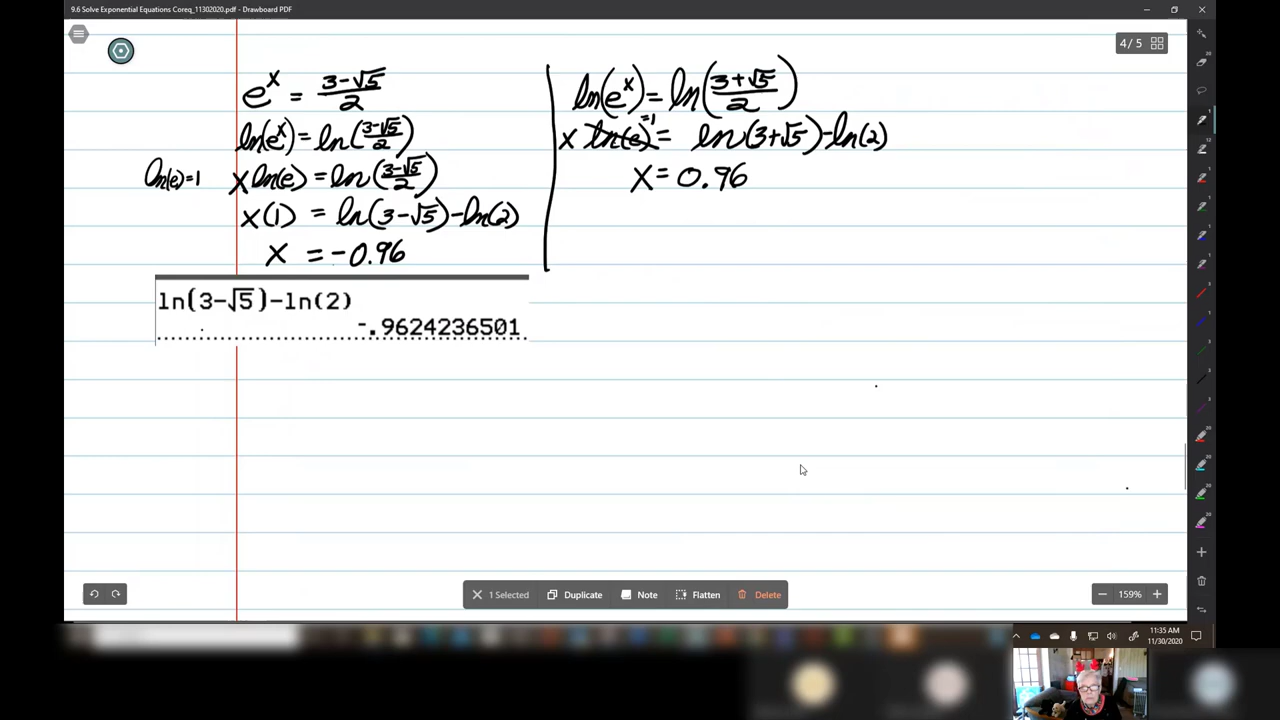 9.6 Solve Exponential Equations Coreq_11302020.pdf - Drawboard PDF
4 / 5
e^x = (3-√5)/2
ln(e^x) = ln((3-√5)/2)
ln(e)=1 x ln(e) = ln((3-√5)/2)
x(1) = ln(3-√5)-ln(2)
x = -0.96
ln(e^x) = ln((3+√5)/2)
x ln(e)=1 = ln(3+√5)-ln(2)
x = 0.96
ln(3-√5)-ln(2)
-.9624236501
1 Selected Duplicate Note Flatten Delete
159%
11:35 AM
11/30/2020